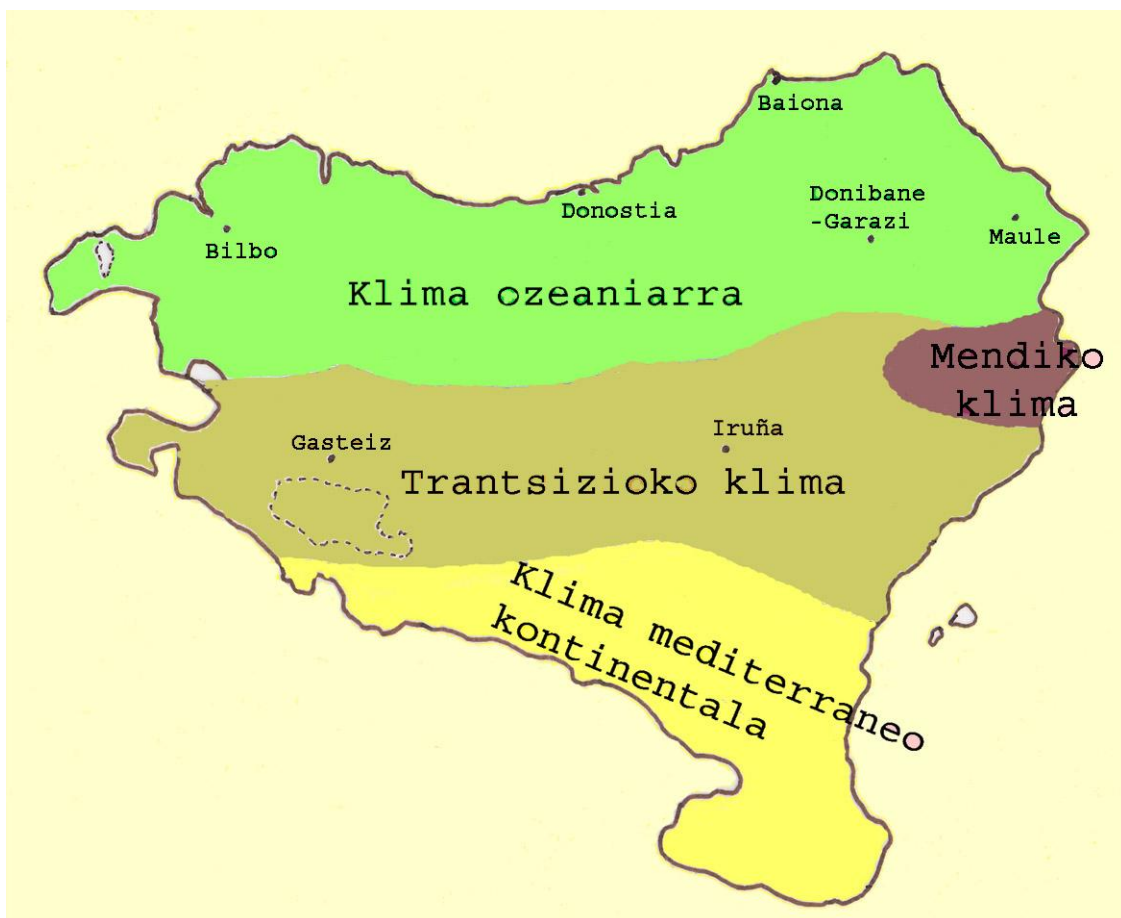 Baiona
Donibane
-Garazi
Donostia
Maule
Bilbo
Klima ozeaniarra
Mendiko
klima
Iruña
Gasteiz
Trantsizioko klima
Klima mediterraneo
kontinentala